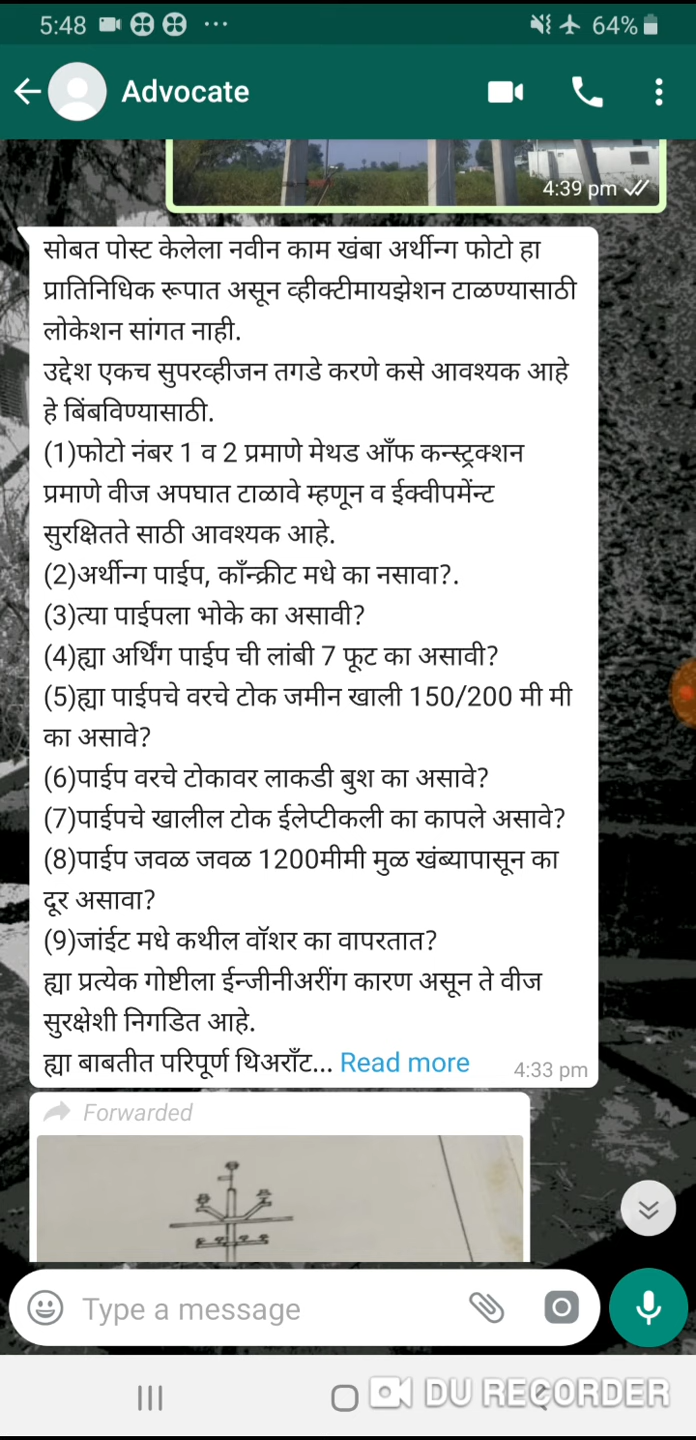 5:48 ... 64%
Advocate
4:39 pm
सोबत पोस्ट केलेला नवीन काम खंबा अर्थीन्ग फोटो हा
प्रातिनिधिक रूपात असून व्हीक्टीमायझेशन टाळण्यासाठी
लोकेशन सांगत नाही.
उद्देश एकच सुपरव्हीजन तगडे करणे कसे आवश्यक आहे
हे बिंबविण्यासाठी.
(1)फोटो नंबर 1 व 2 प्रमाणे मेथड ऑफ कन्स्ट्रक्शन
प्रमाणे वीज अपघात टाळावे म्हणून व ईक्वीपमेंन्ट
सुरक्षितते साठी आवश्यक आहे.
(2)अर्थीन्ग पाईप, काॅन्क्रीट मधे का नसावा?.
(3)त्या पाईपला भोके का असावी?
(4)ह्या अर्थिंग पाईप ची लांबी 7 फूट का असावी?
(5)ह्या पाईपचे वरचे टोक जमीन खाली 150/200 मी मी
का असावे?
(6)पाईप वरचे टोकावर लाकडी बुश का असावे?
(7)पाईपचे खालील टोक ईलेप्टीकली का कापले असावे?
(8)पाईप जवळ जवळ 1200मीमी मुळ खंब्यापासून का
दूर असावा?
(9)जांईट मधे कथील वॉशर का वापरतात?
ह्या प्रत्येक गोष्टीला ईन्जीनीअरींग कारण असून ते वीज
सुरक्षेशी निगडित आहे.
ह्या बाबतीत परिपूर्ण थिअराॅट... Read more 4:33 pm
Forwarded
Type a message
DU RECORDER